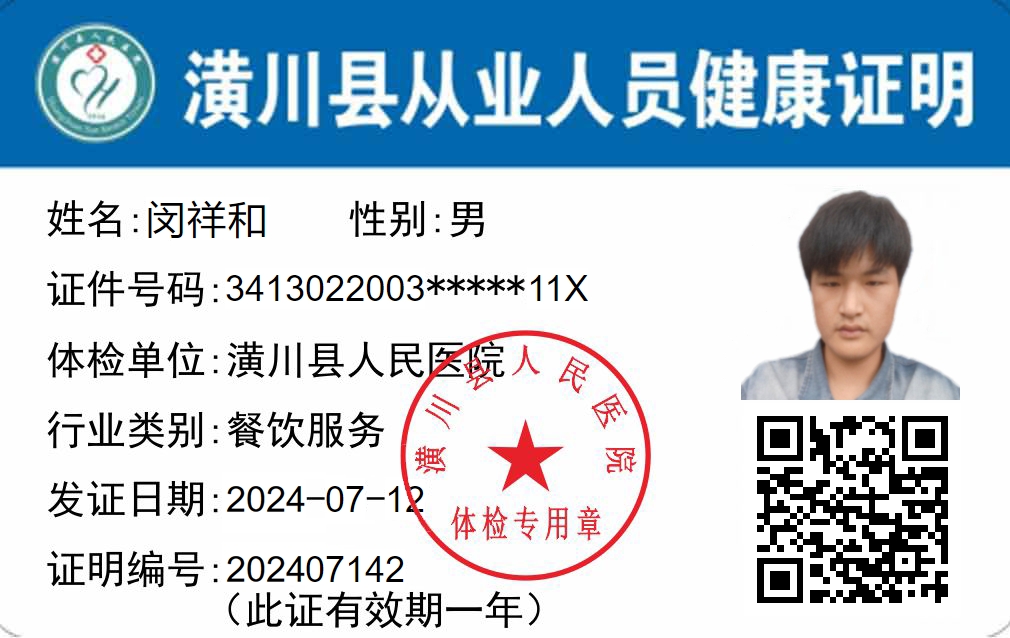 潢川县从业人员健康证明
姓名:闵祥和 性别:男
证件号码:3413022003*****11X
体检单位:潢川县人民医院
行业类别:餐饮服务
发证日期:2024-07-12
证明编号:202407142
(此证有效期一年)
潢川县人民医院
体检专用章